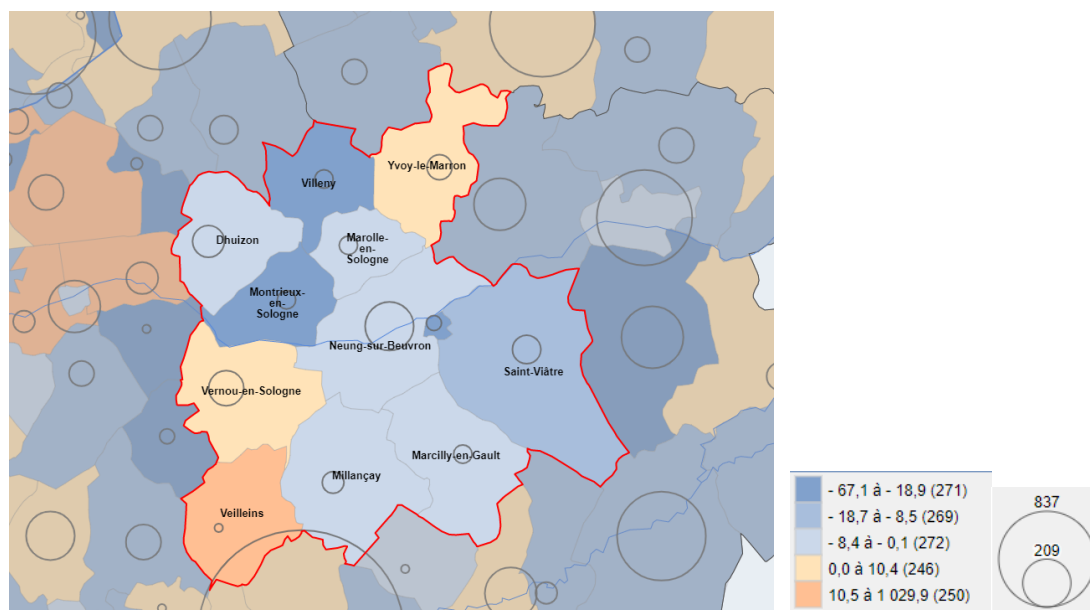 Yvoy-le-Marron
Villeny
Dhuizon
Marolle-
en-
Sologne
Montrieux-
en-
Sologne
Neung-sur-Beuvron
Saint-Viâtre
Vernou-en-Sologne
Marcilly-en-Gault
Millançay
Veilleins
- 67,1 à - 18,9 (271)
- 18,7 à - 8,5 (269)
- 8,4 à - 0,1 (272)
0,0 à 10,4 (246)
10,5 à 1 029,9 (250)
837
209